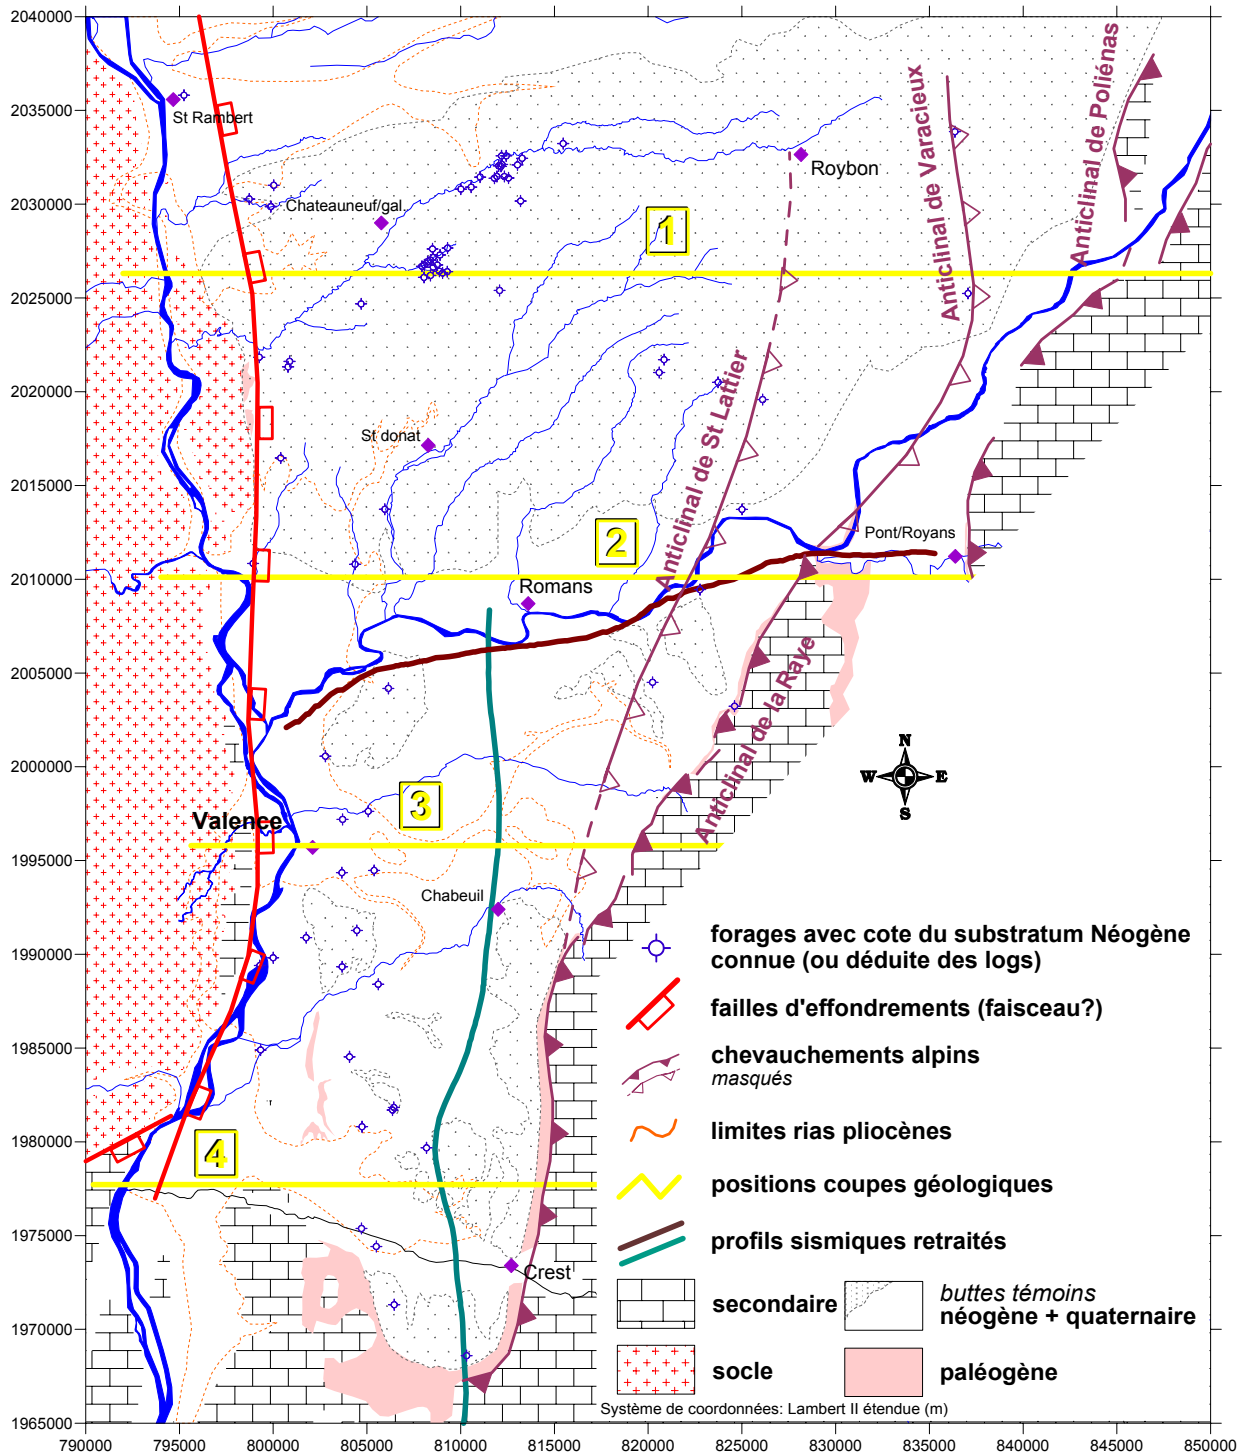 2040000
2035000
2030000
2025000
2020000
2015000
2010000
2005000
2000000
1995000
1990000
1985000
1980000
1975000
1970000
1965000
790000 795000 800000 805000 810000 815000 820000 825000 830000 835000 840000 845000 850000
St Rambert
Chateauneuf/gal.
Roybon
Anticlinal de Varacieux
Anticlinal de Poliénas
1
St donat
Anticlinal de St Lattier
2
Pont/Royans
Romans
Anticlinal de la Raye
3
Valence
Chabeuil
4
Crest
N
W E
S
forages avec cote du substratum Néogène
connue (ou déduite des logs)
failles d'effondrements (faisceau?)
chevauchements alpins
masqués
limites rias pliocènes
positions coupes géologiques
profils sismiques retraités
secondaire
buttes témoins
néogène + quaternaire
socle
paléogène
Système de coordonnées: Lambert II étendue (m)